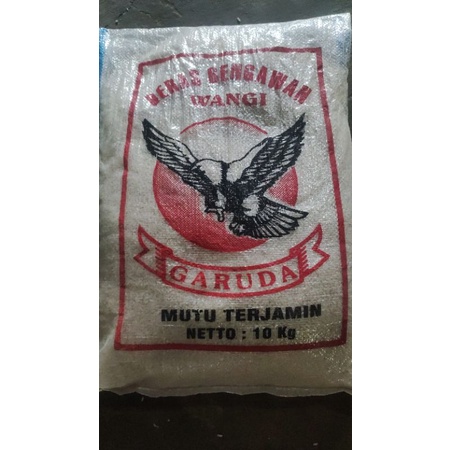 BERAS BENGAWAN
WANGI
GARUDA
MUTU TERJAMIN
NETTO : 10 Kg